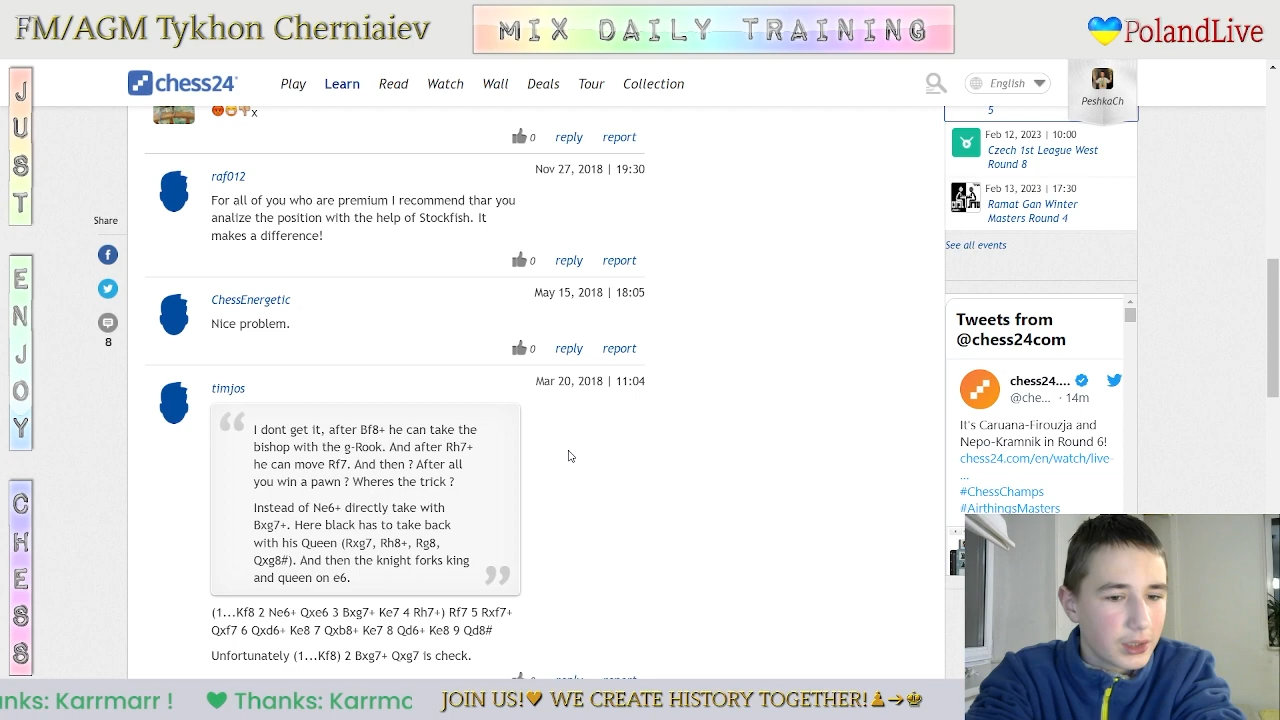 FM/AGM Tykhon Cherniaiev
MIX DAILY TRAINING
PolandLive
JUST
ENJOY
CHESS
chess24
Play Learn Read Watch Wall Deals Tour Collection
English
PeshkaCh
x
0 reply report
raf012
Nov 27, 2018 | 19:30
For all of you who are premium I recommend thar you
analize the position with the help of Stockfish. It
makes a difference!
0 reply report
ChessEnergetic
May 15, 2018 | 18:05
Nice problem.
0 reply report
timjos
Mar 20, 2018 | 11:04
“
I dont get it, after Bf8+ he can take the
bishop with the g-Rook. And after Rh7+
he can move Rf7. And then ? After all
you win a pawn ? Wheres the trick ?
Instead of Ne6+ directly take with
Bxg7+. Here black has to take back
with his Queen (Rxg7, Rh8+, Rg8,
Qxg8#). And then the knight forks king
and queen on e6.
”
(1...Kf8 2 Ne6+ Qxe6 3 Bxg7+ Ke7 4 Rh7+) Rf7 5 Rxf7+
Qxf7 6 Qxd6+ Ke8 7 Qxb8+ Ke7 8 Qd6+ Ke8 9 Qd8#
Unfortunately (1...Kf8) 2 Bxg7+ Qxg7 is check.
Share
8
5
Feb 12, 2023 | 10:00
Czech 1st League West
Round 8
Feb 13, 2023 | 17:30
Ramat Gan Winter
Masters Round 4
See all events
Tweets from
@chess24com
chess24....
@che... · 14m
It's Caruana-Firouzja and
Nepo-Kramnik in Round 6!
chess24.com/en/watch/live-
...
#ChessChamps
#AirthingsMasters
nks: Karrmarr ! Thanks: Karrma
JOIN US! WE CREATE HISTORY TOGETHER!